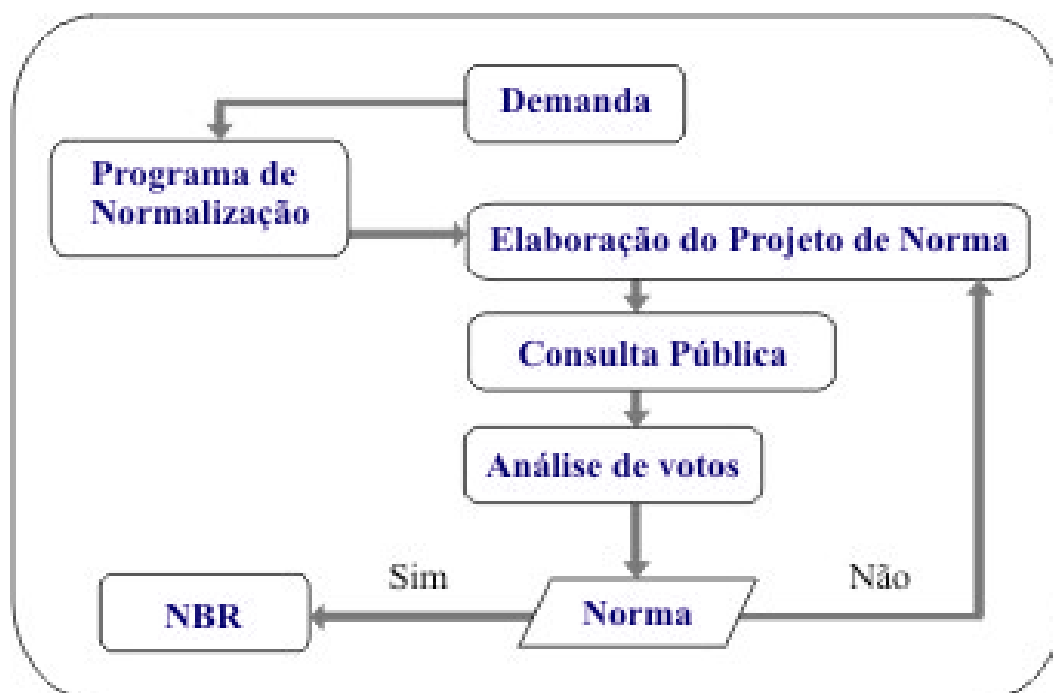 Demanda
Programa de
Normalização
Elaboração do Projeto de Norma
Consulta Pública
Análise de votos
Sim
Não
NBR
Norma